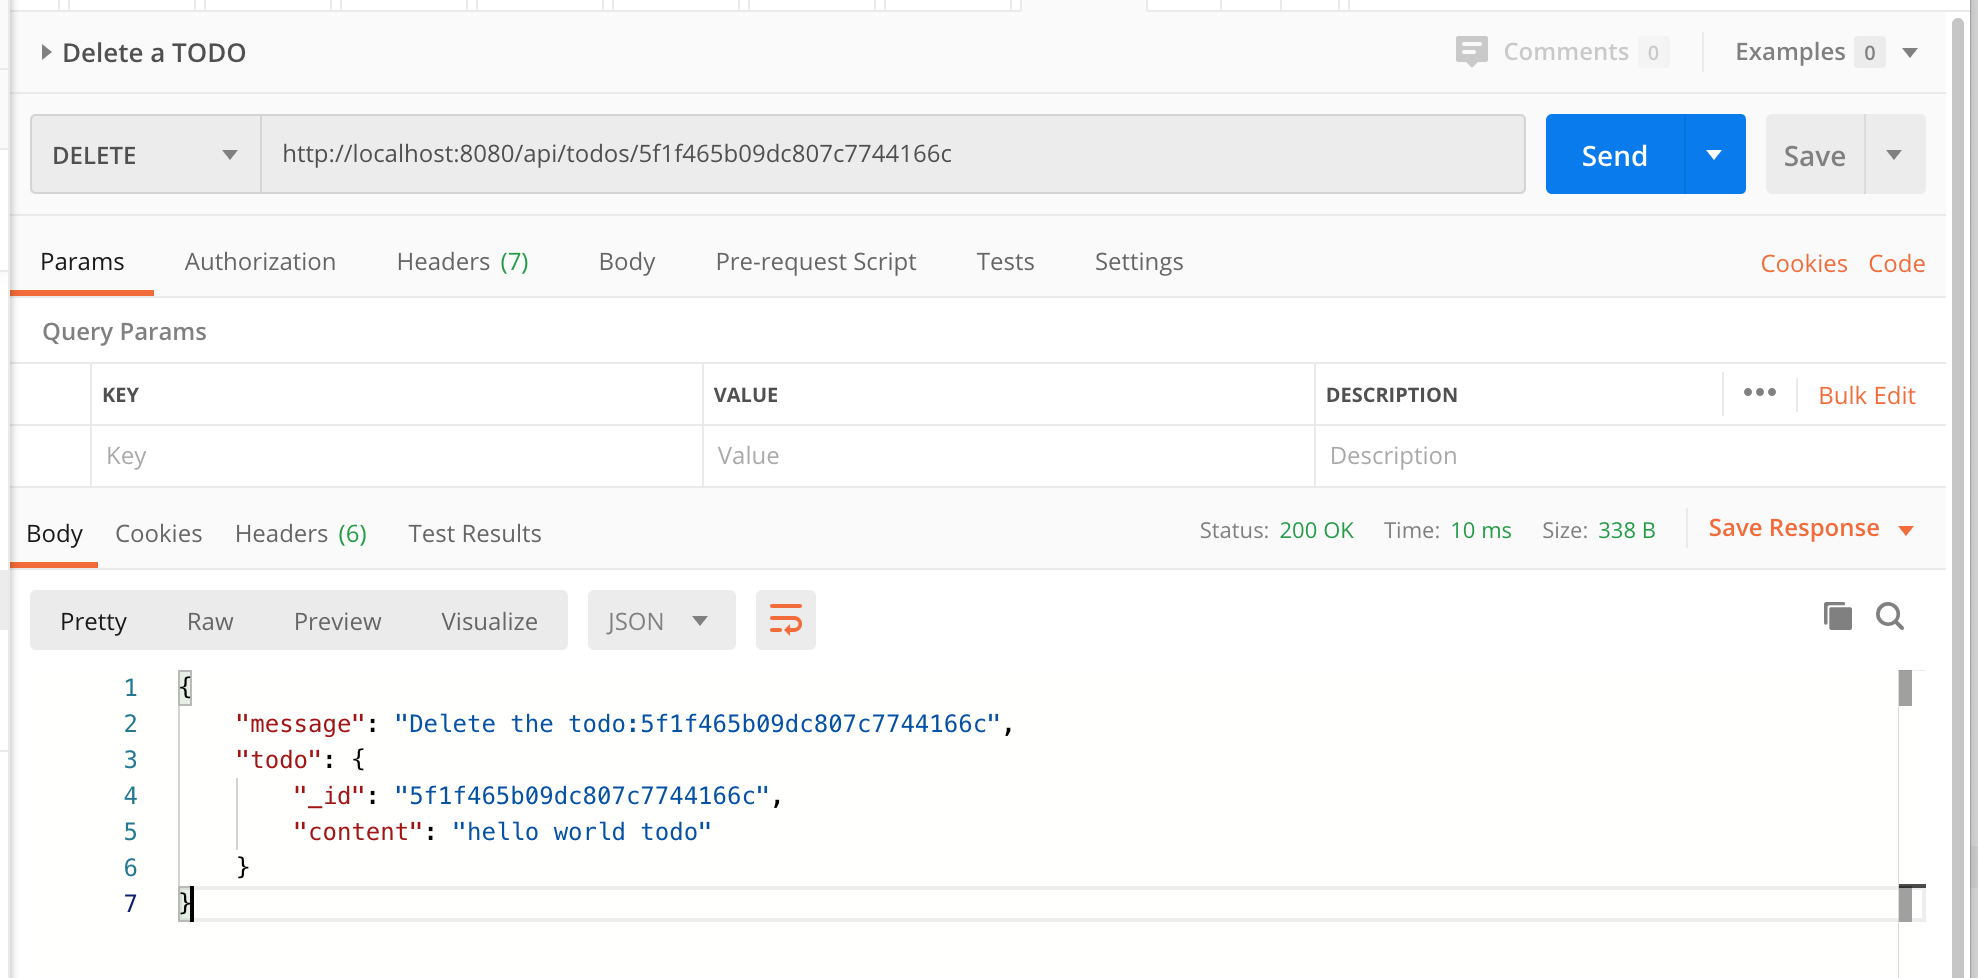 Delete a TODO Comments 0 Examples 0
DELETE http://localhost:8080/api/todos/5f1f465b09dc807c7744166c Send Save
Params Authorization Headers (7) Body Pre-request Script Tests Settings Cookies Code
Query Params
KEY VALUE DESCRIPTION ••• Bulk Edit
Key Value Description
Body Cookies Headers (6) Test Results Status: 200 OK Time: 10 ms Size: 338 B Save Response
Pretty Raw Preview Visualize JSON
1 {
2 "message": "Delete the todo:5f1f465b09dc807c7744166c",
3 "todo": {
4 "_id": "5f1f465b09dc807c7744166c",
5 "content": "hello world todo"
6 }
7 }